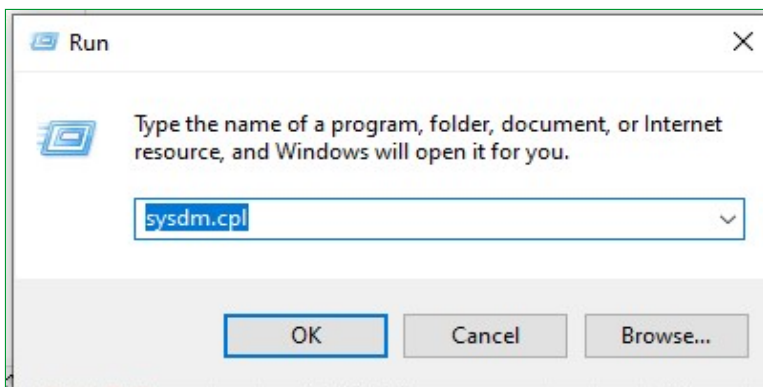 Run
Type the name of a program, folder, document, or Internet
resource, and Windows will open it for you.
sysdm.cpl
OK Cancel Browse...